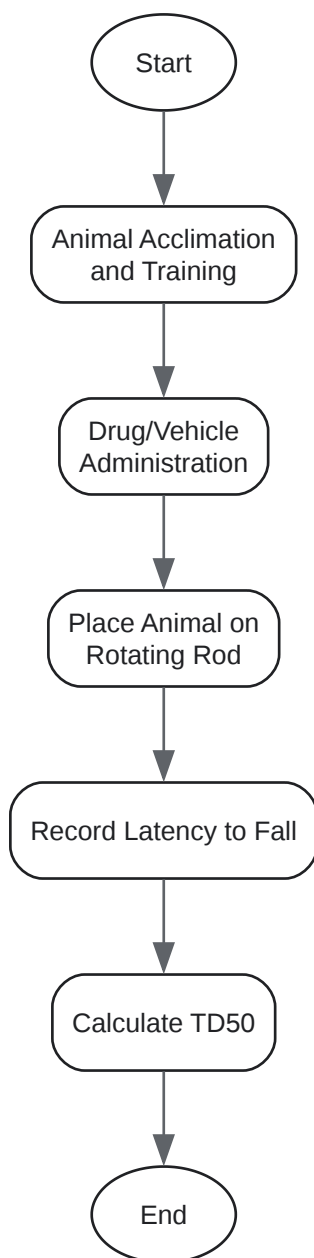 Start
Animal Acclimation
and Training
Drug/Vehicle
Administration
Place Animal on
Rotating Rod
Record Latency to Fall
Calculate TD50
End